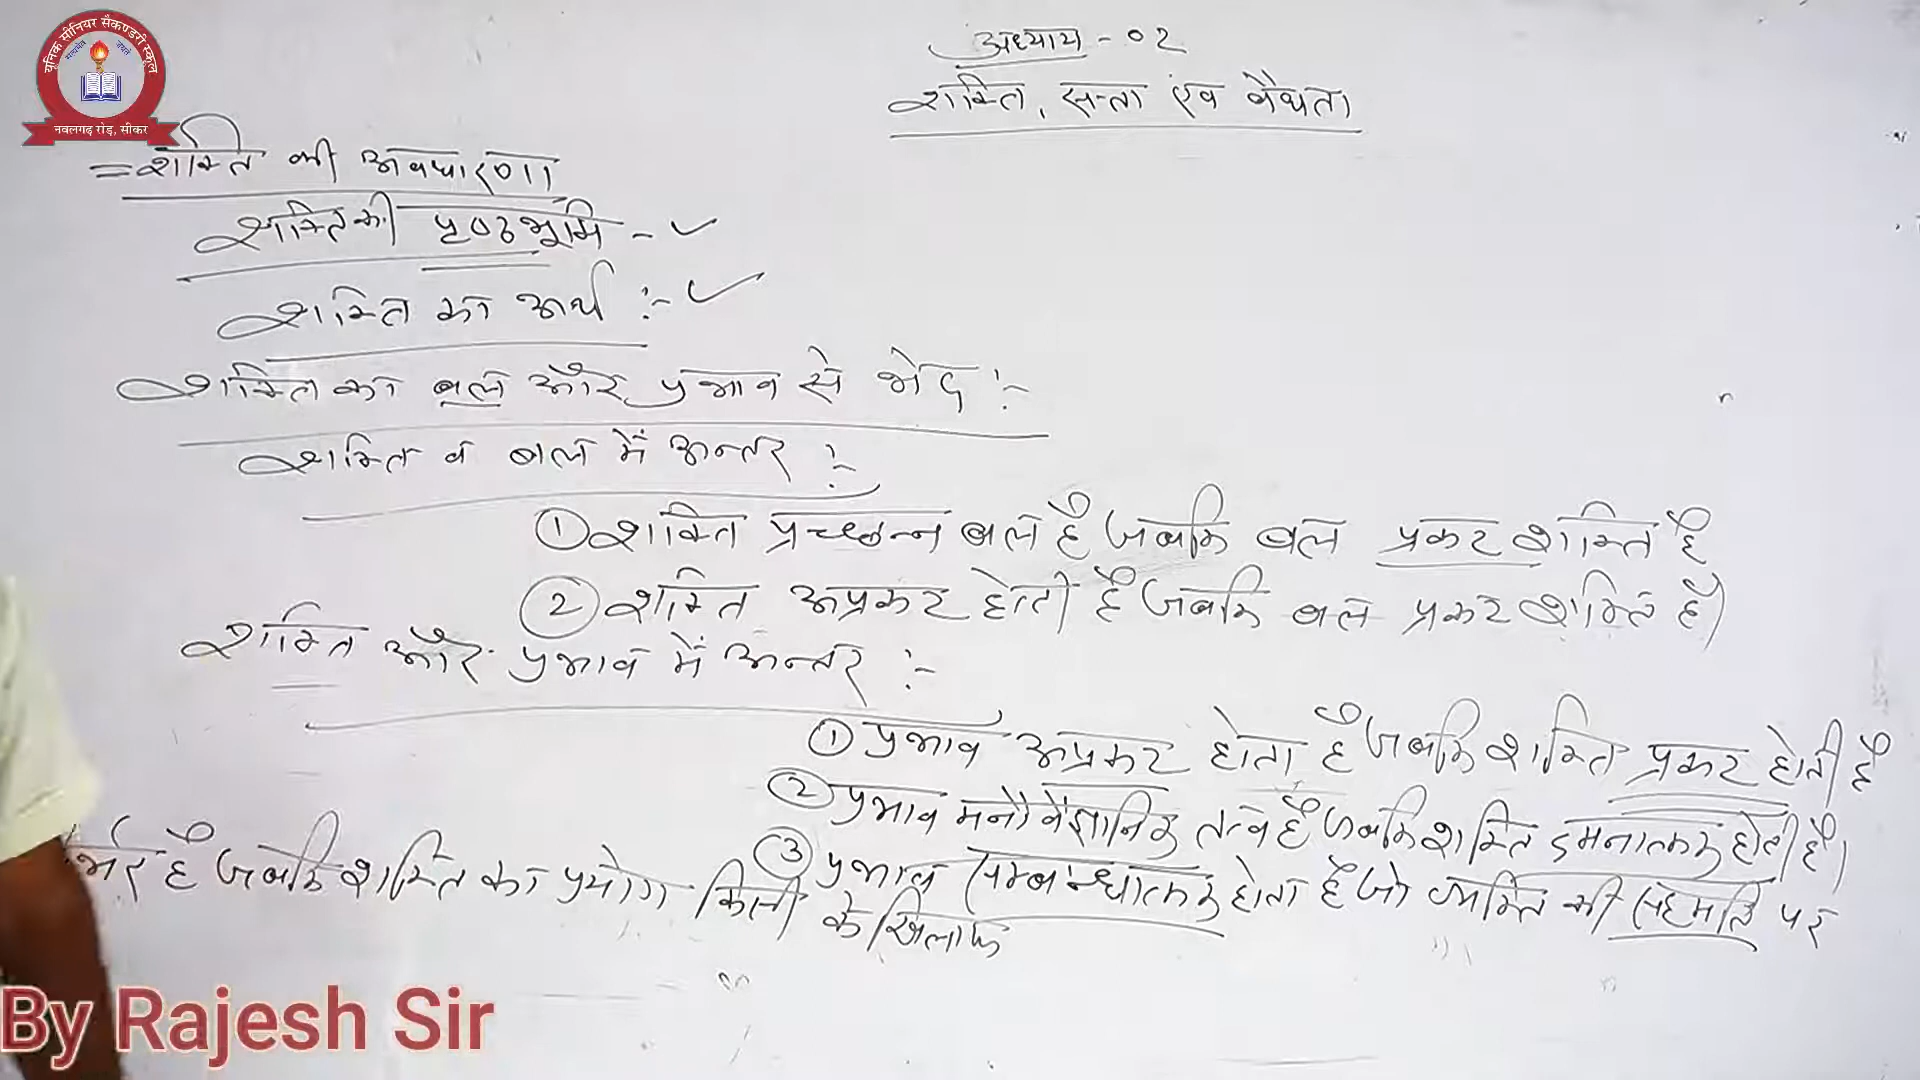 यूनिक सीनियर सैकण्डरी स्कूल
नवलगढ़ रोड़, सीकर
अध्याय - 02
शक्ति, सत्ता एंव वैधता
= शक्ति की अवधारणा
शक्ति की पृष्ठभूमि - ✓
शक्ति का अर्थ :- ✓
शक्ति का बल और प्रभाव से भेद :-
शक्ति व बल में अन्तर :-
① शक्ति प्रच्छन्न बल है जबकि बल प्रकट शक्ति है
② शक्ति अप्रकट होती है जबकि बल प्रकट शक्ति है।
शक्ति और प्रभाव में अन्तर :-
① प्रभाव अप्रकट होता है जबकि शक्ति प्रकट होती है
② प्रभाव मनोवैज्ञानिक तत्व है जबकि शक्ति दमनात्मक होती है।
③ प्रभाव सम्बन्धात्मक होता है जो व्यक्ति की सहमति पर
है जबकि शक्ति का प्रयोग किसी के खिलाफ
By Rajesh Sir